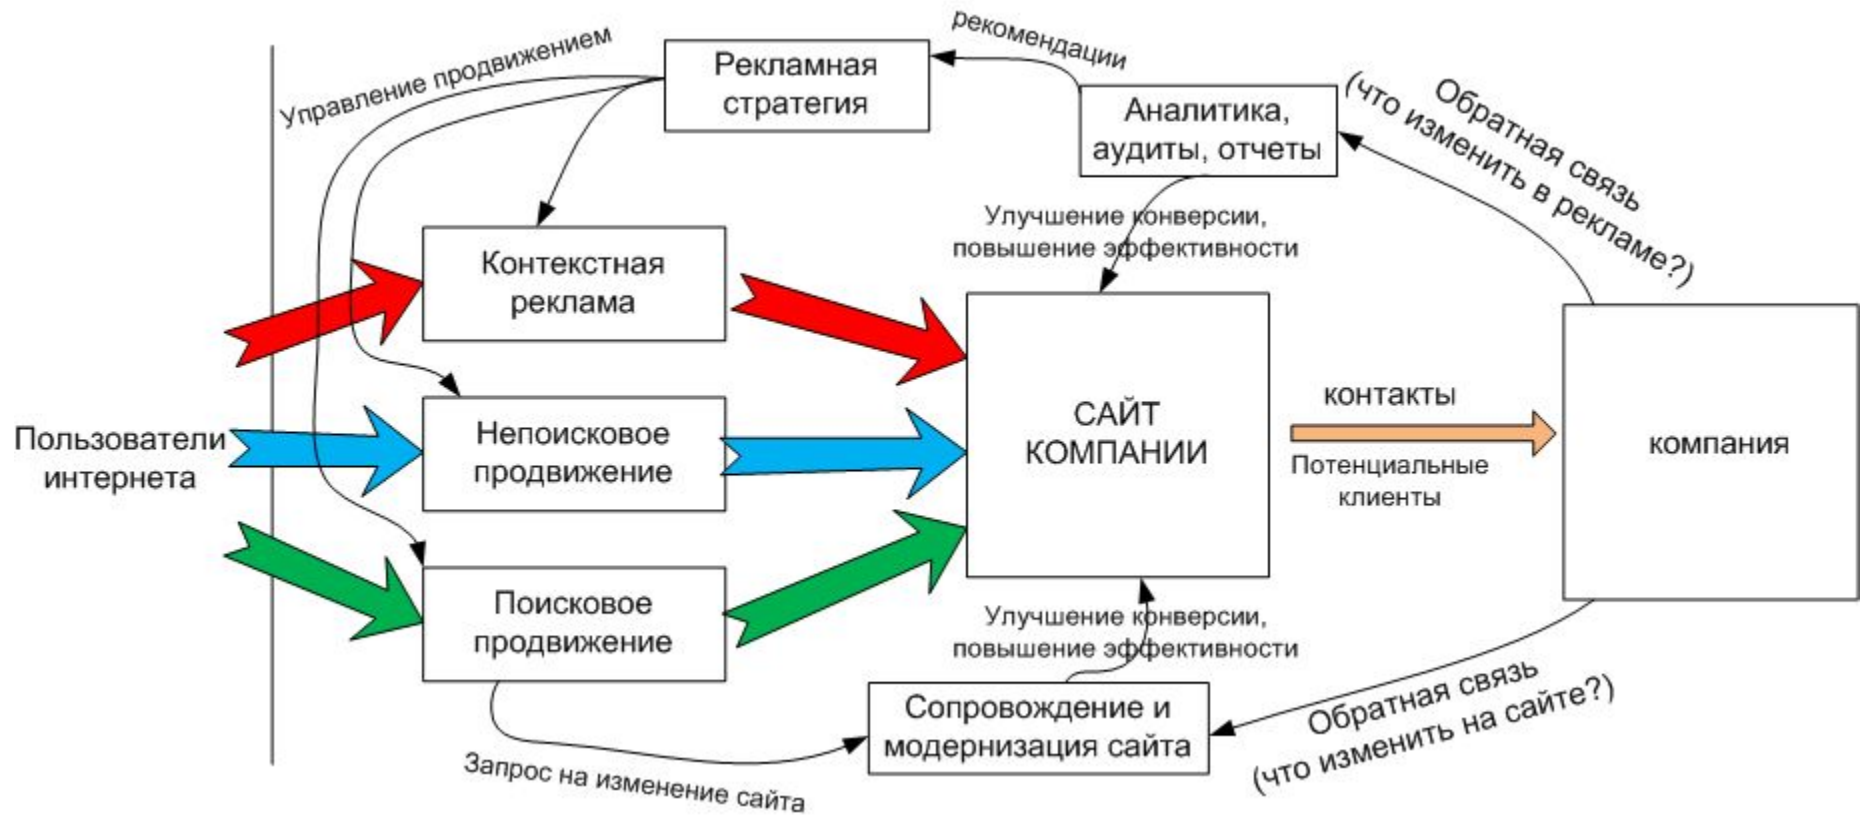 Управление продвижением
Рекламная
стратегия
рекомендации
Аналитика,
аудиты, отчеты
Обратная связь
(что изменить в рекламе?)
Улучшение конверсии,
повышение эффективности
Контекстная
реклама
Пользователи
интернета
Непоисковое
продвижение
САЙТ
КОМПАНИИ
контакты
Потенциальные
клиенты
компания
Поисковое
продвижение
Улучшение конверсии,
повышение эффективности
Сопровождение и
модернизация сайта
Обратная связь
(что изменить на сайте?)
Запрос на изменение сайта